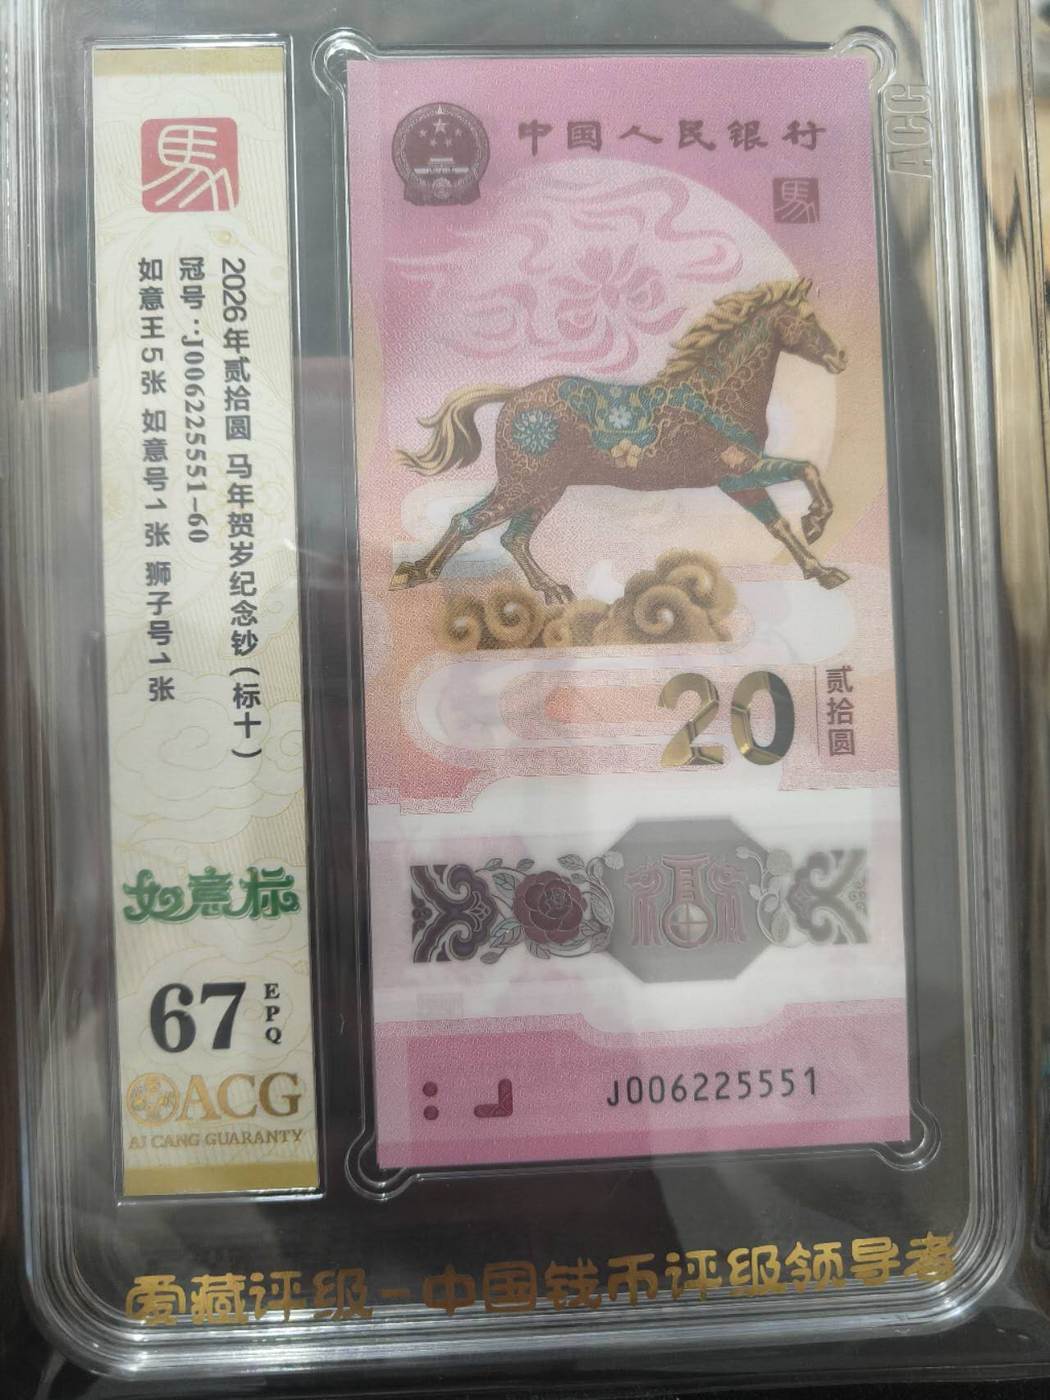 馬
2026年贰拾圆 马年贺岁纪念钞(标十)
冠号:J006225551-60
如意王5张 如意号1张 狮子号1张
如意标
67
EPQ
ACG
AI CANG GUARANTY
中国人民银行
馬
20
贰拾圆
福
J006225551
ACG
爱藏评级-中国钱币评级领导者